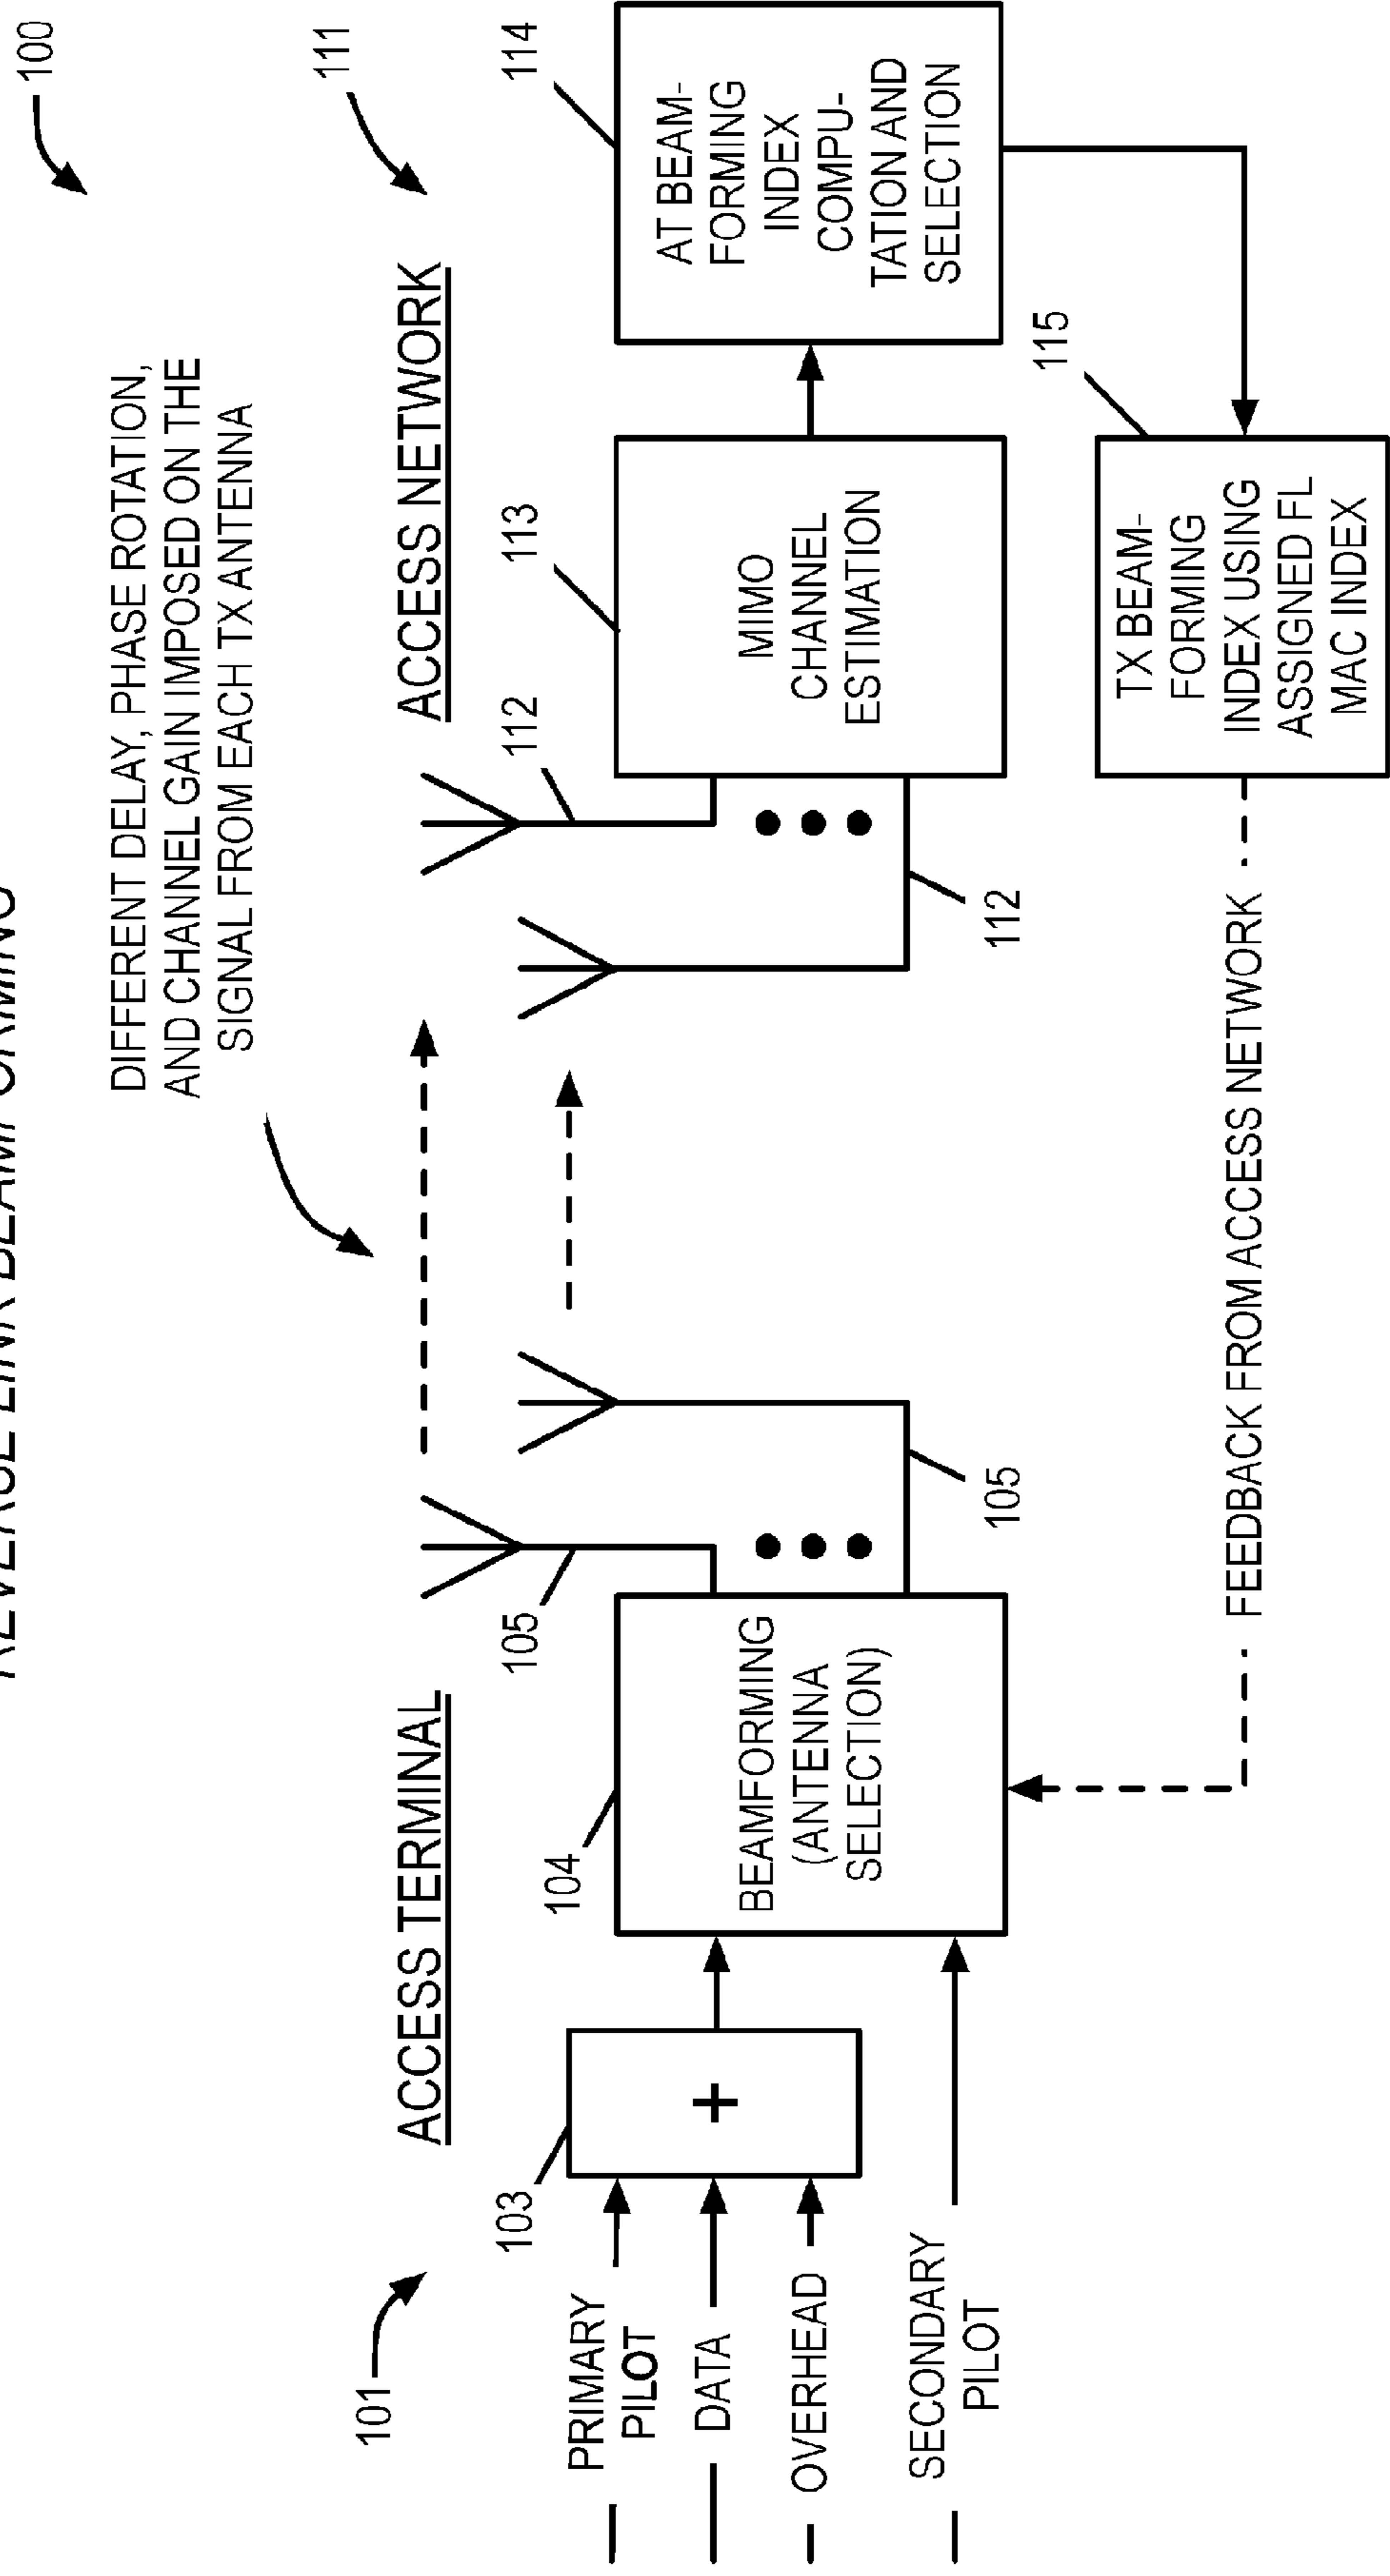 REVERSE LINK BEAMFORMING
100
DIFFERENT DELAY, PHASE ROTATION,
AND CHANNEL GAIN IMPOSED ON THE
SIGNAL FROM EACH TX ANTENNA
101
ACCESS TERMINAL
ACCESS NETWORK
111
PRIMARY
PILOT
DATA
OVERHEAD
SECONDARY
PILOT
103
+
104
BEAMFORMING
(ANTENNA
SELECTION)
105
105
112
112
113
MIMO
CHANNEL
ESTIMATION
114
AT BEAM-
FORMING
INDEX
COMPU-
TATION AND
SELECTION
115
TX BEAM-
FORMING
INDEX USING
ASSIGNED FL
MAC INDEX
FEEDBACK FROM ACCESS NETWORK